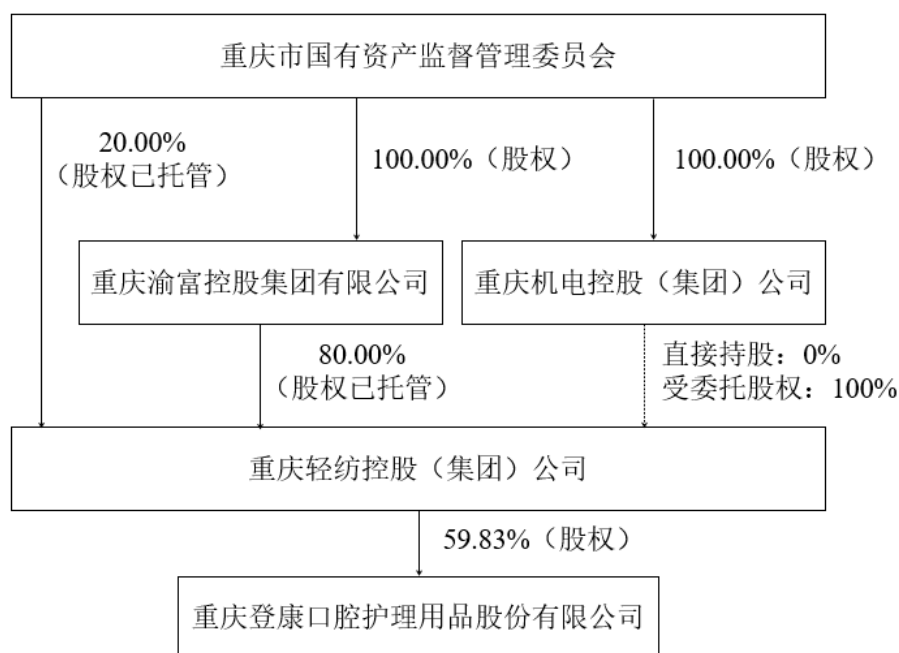 重庆市国有资产监督管理委员会
20.00%
（股权已托管）
100.00%（股权）
100.00%（股权）
重庆渝富控股集团有限公司
重庆机电控股（集团）公司
80.00%
（股权已托管）
直接持股：0%
受委托股权：100%
重庆轻纺控股（集团）公司
59.83%（股权）
重庆登康口腔护理用品股份有限公司